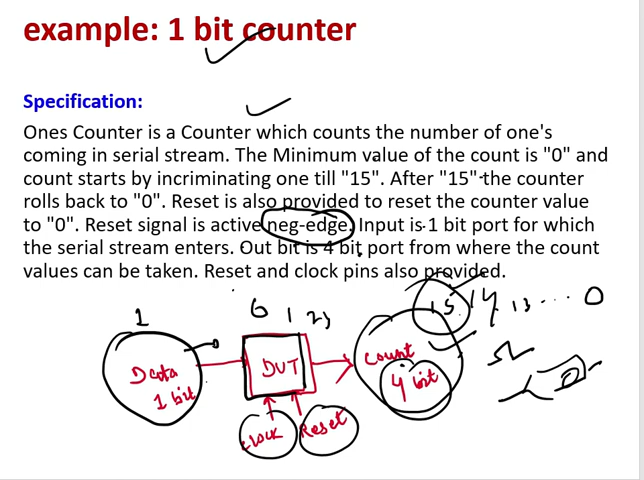 example: 1 bit counter
Specification:
Ones Counter is a Counter which counts the number of one's
coming in serial stream. The Minimum value of the count is "0" and
count starts by incriminating one till "15". After "15" the counter
rolls back to "0". Reset is also provided to reset the counter value
to "0". Reset signal is active neg-edge. Input is 1 bit port for which
the serial stream enters. Out bit is 4 bit port from where the count
values can be taken. Reset and clock pins also provided.
1
15 14 13 ... 0
Data
1 bit
DUT
count
4 bit
clock
Reset